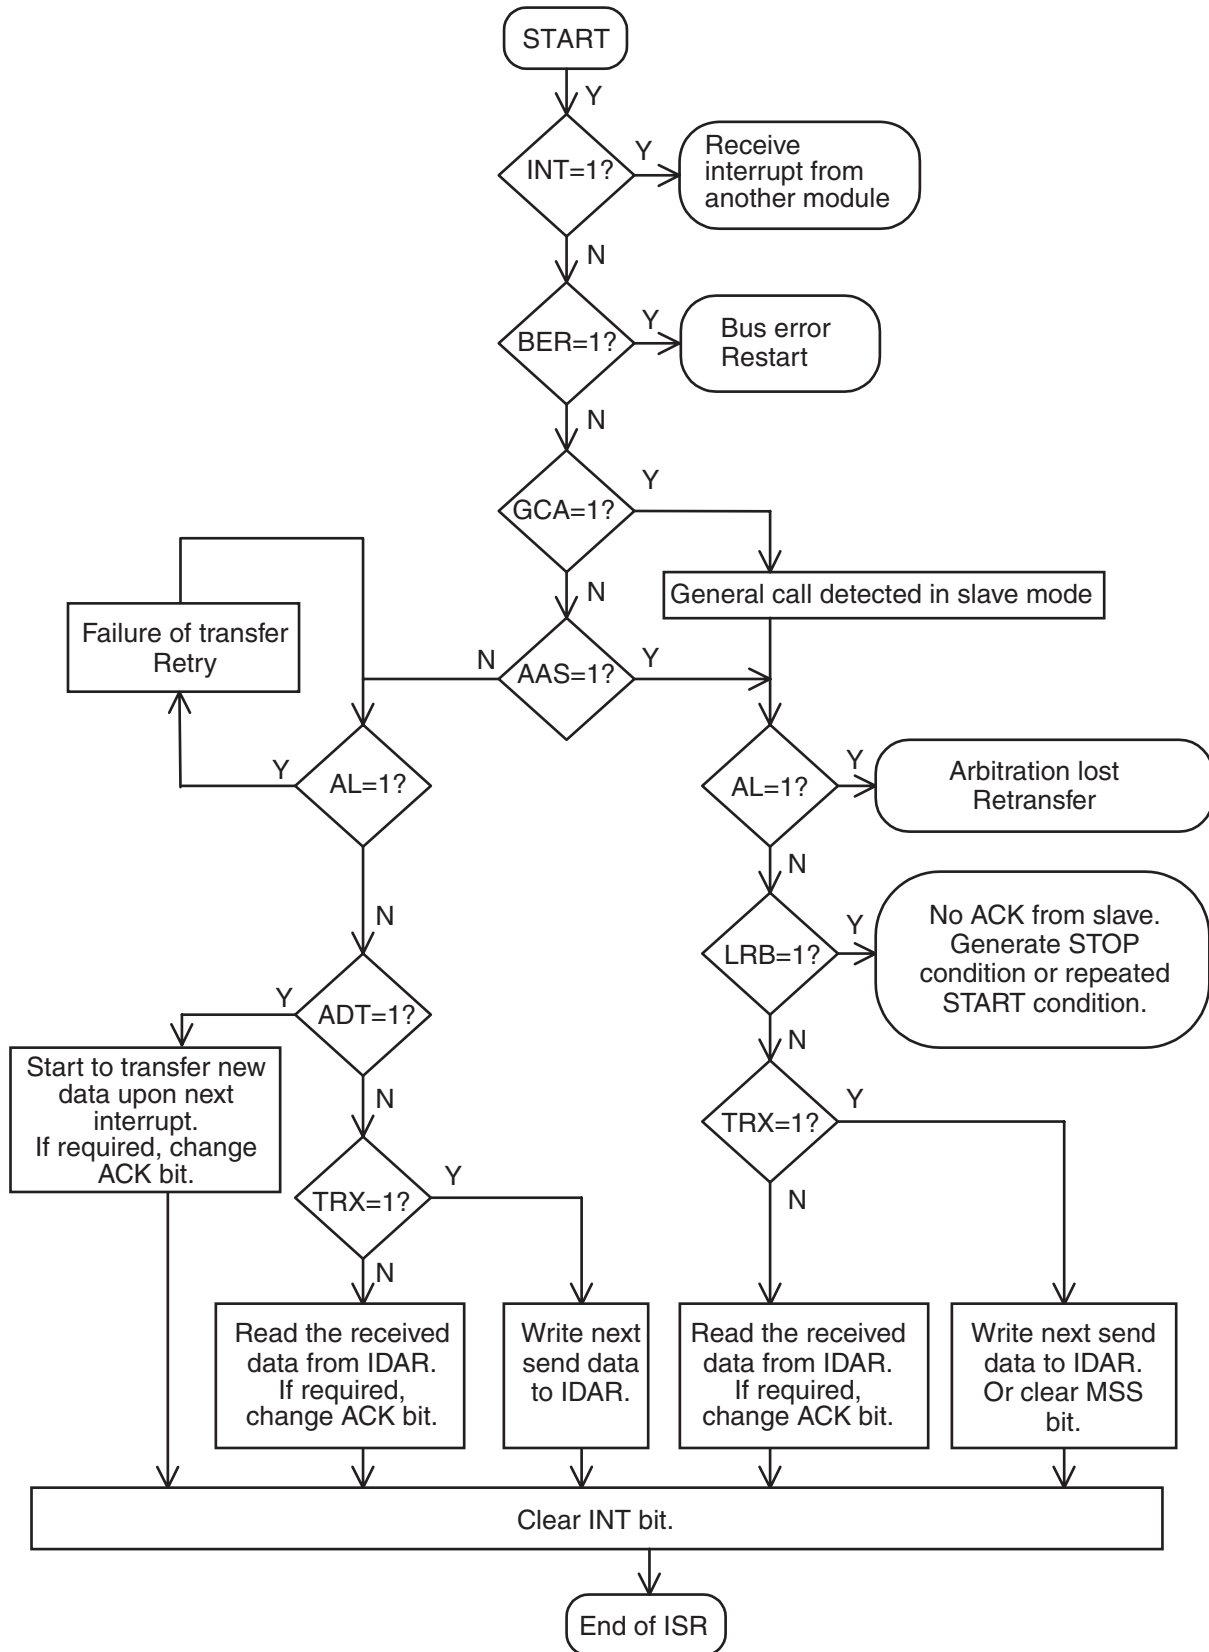 START
Y
INT=1?
Y
Receive
interrupt from
another module
N
BER=1?
Y
Bus error
Restart
N
GCA=1?
Y
General call detected in slave mode
N
Failure of transfer
Retry
N
AAS=1?
Y
Y
AL=1?
AL=1?
Y
Arbitration lost
Retransfer
N
N
LRB=1?
Y
No ACK from slave.
Generate STOP
condition or repeated
START condition.
Y
ADT=1?
N
Start to transfer new
data upon next
interrupt.
If required, change
ACK bit.
N
TRX=1?
Y
TRX=1?
Y
N
N
Read the received
data from IDAR.
If required,
change ACK bit.
Write next
send data
to IDAR.
Read the received
data from IDAR.
If required,
change ACK bit.
Write next send
data to IDAR.
Or clear MSS
bit.
Clear INT bit.
End of ISR